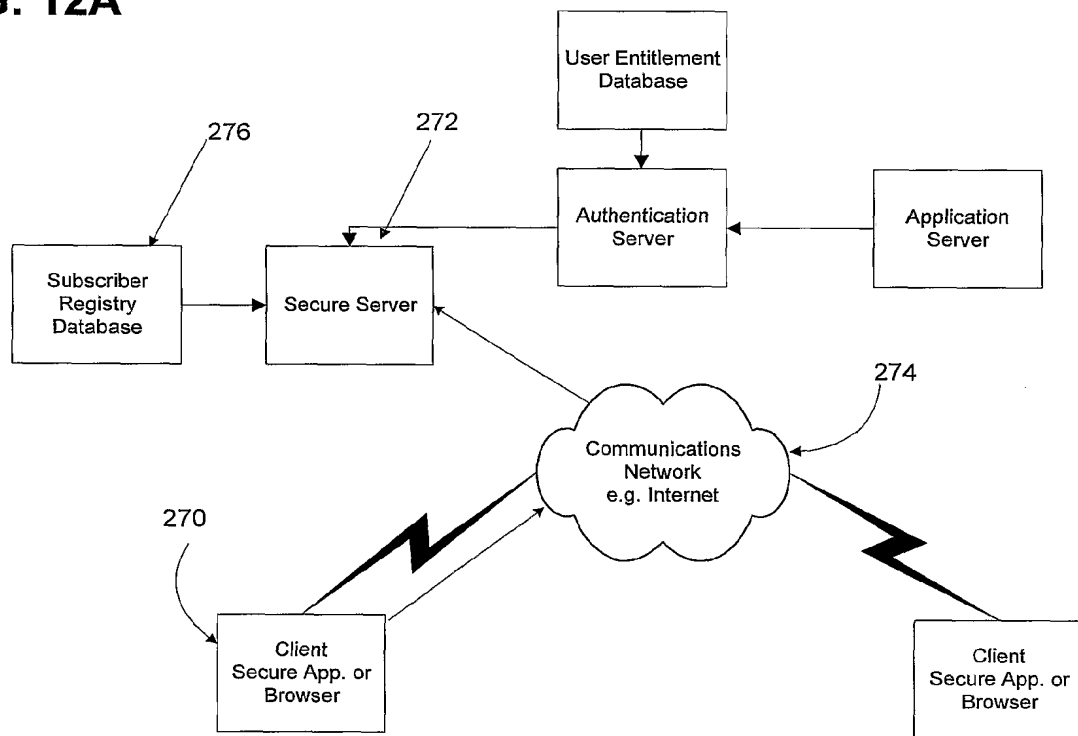 12A
User Entitlement
Database
276
272
Authentication
Server
Application
Server
Subscriber
Registry
Database
Secure Server
274
Communications
Network
e.g. Internet
270
Client
Secure App. or
Browser
Client
Secure App. or
Browser